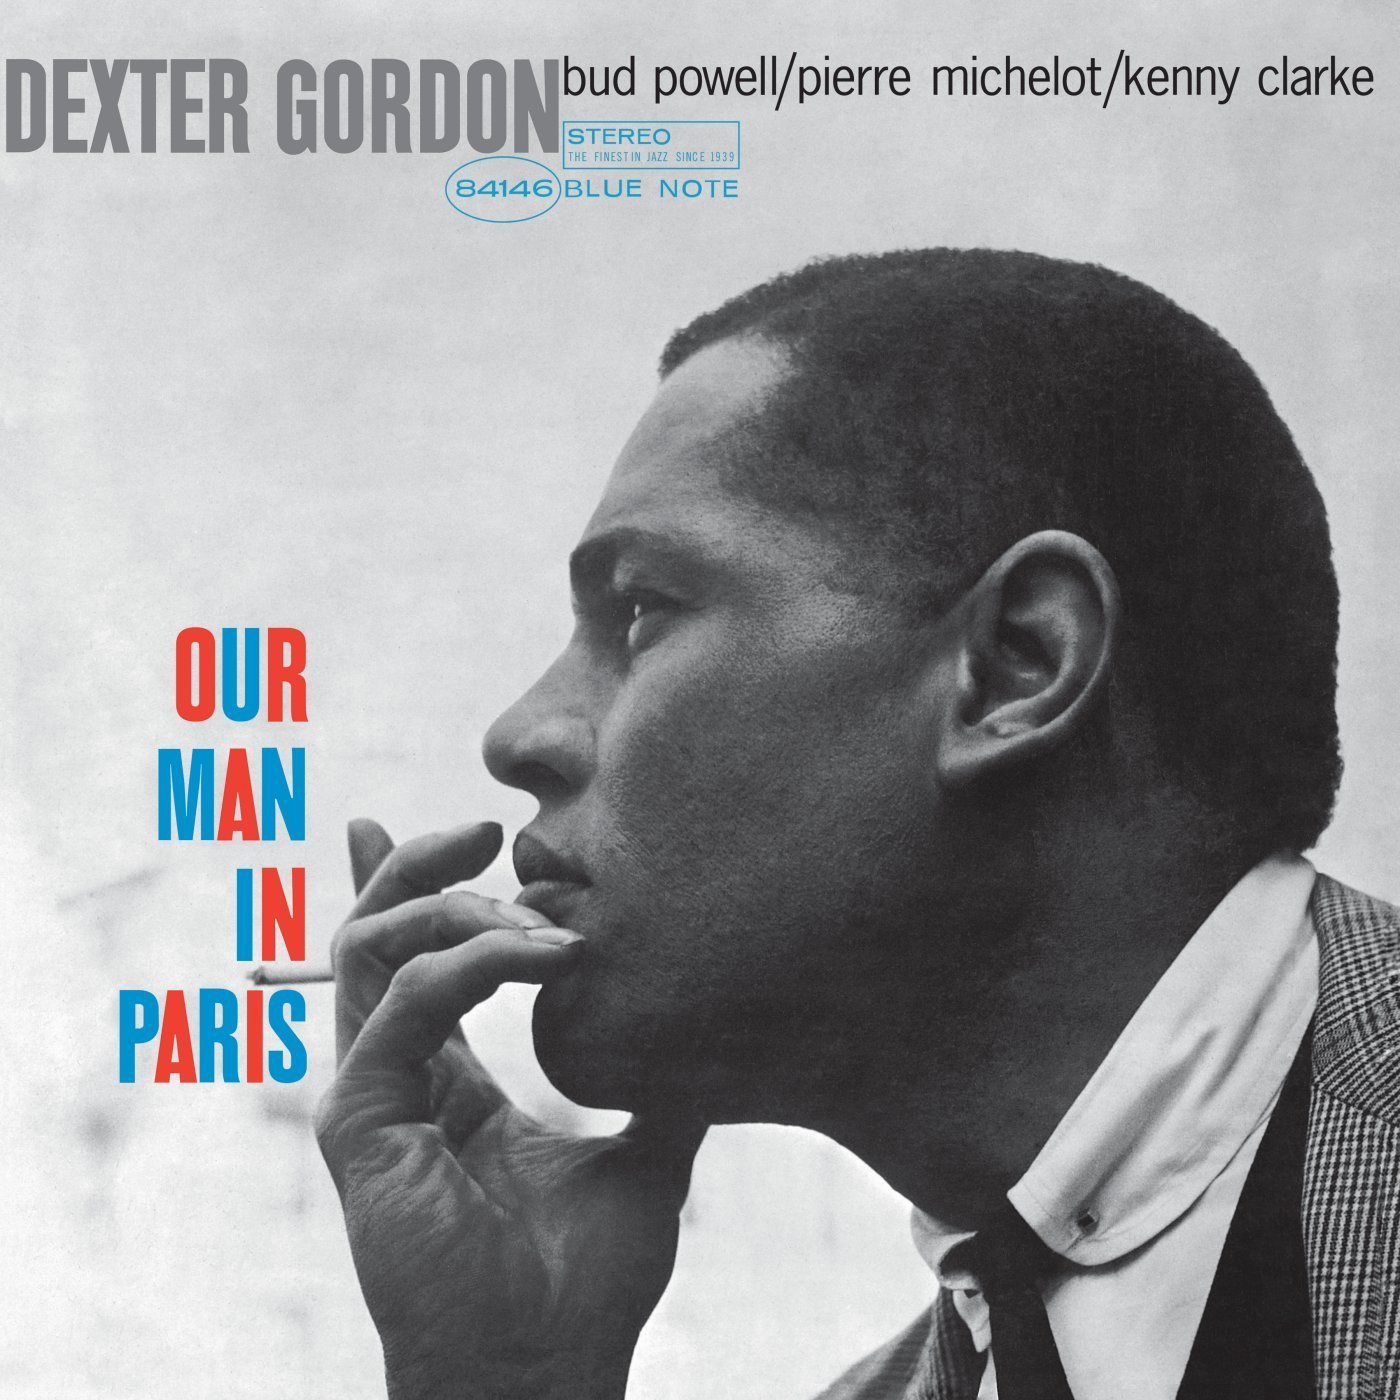 DEXTER GORDON
bud powell/pierre michelot/kenny clarke
STEREO
THE FINEST IN JAZZ SINCE 1939
84146 BLUE NOTE
OUR
MAN
IN
PARIS